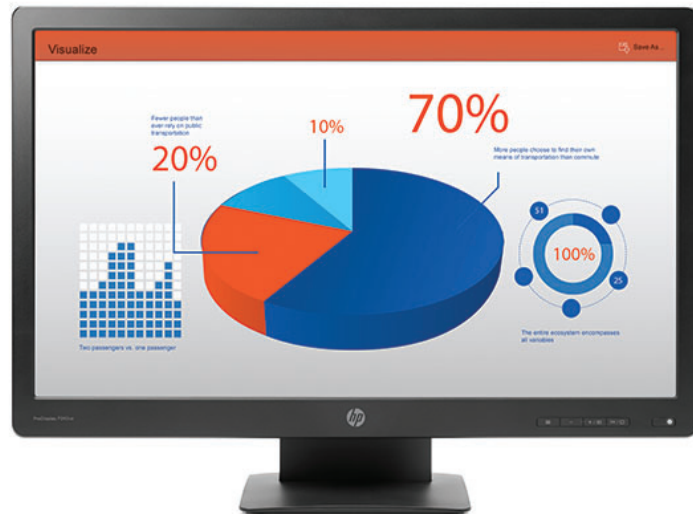 Visualize
Save As...
Fewer people than
ever rely on public
transportation
20%
10%
70%
More people choose to find their own
means of transportation than commute
51
100%
25
Two passengers vs. one passenger
The entire ecosystem encompasses
all variables
hp